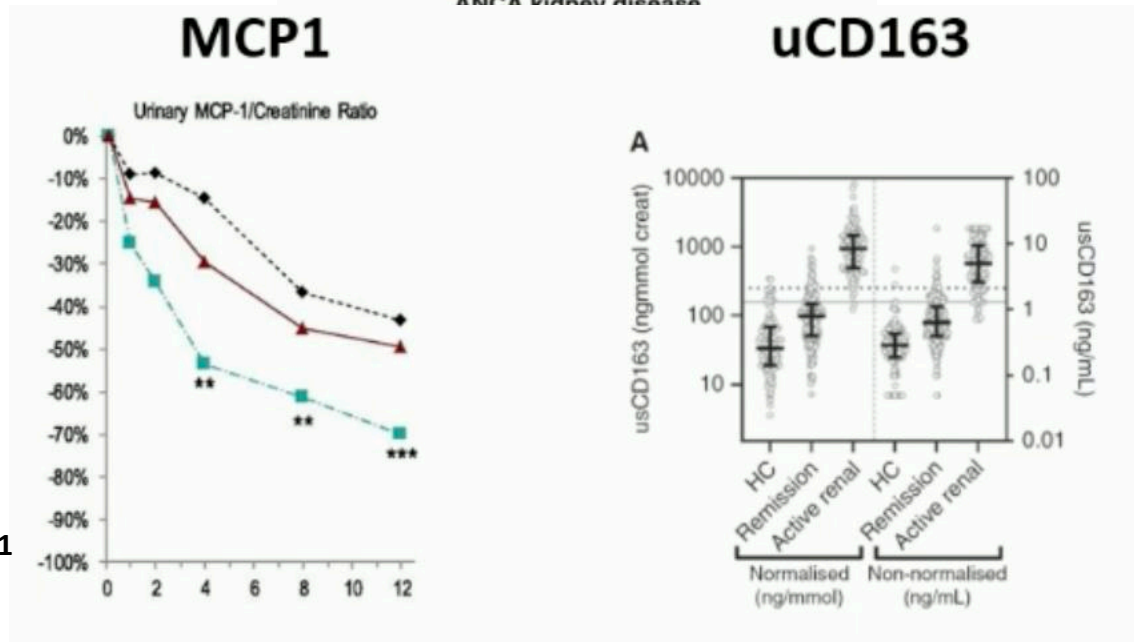 ANCA kidney disease
MCP1
uCD163
Urinary MCP-1/Creatinine Ratio
0%
-10%
-20%
-30%
-40%
-50%
-60%
-70%
-80%
-90%
-100%
**
**
***
0 2 4 6 8 10 12
1
A
usCD163 (ngmmol creat)
10000
1000
100
10
100
10
1
0.1
0.01
usCD163 (ng/mL)
HC
Remission
Active renal
HC
Remission
Active renal
Normalised
(ng/mmol)
Non-normalised
(ng/mL)